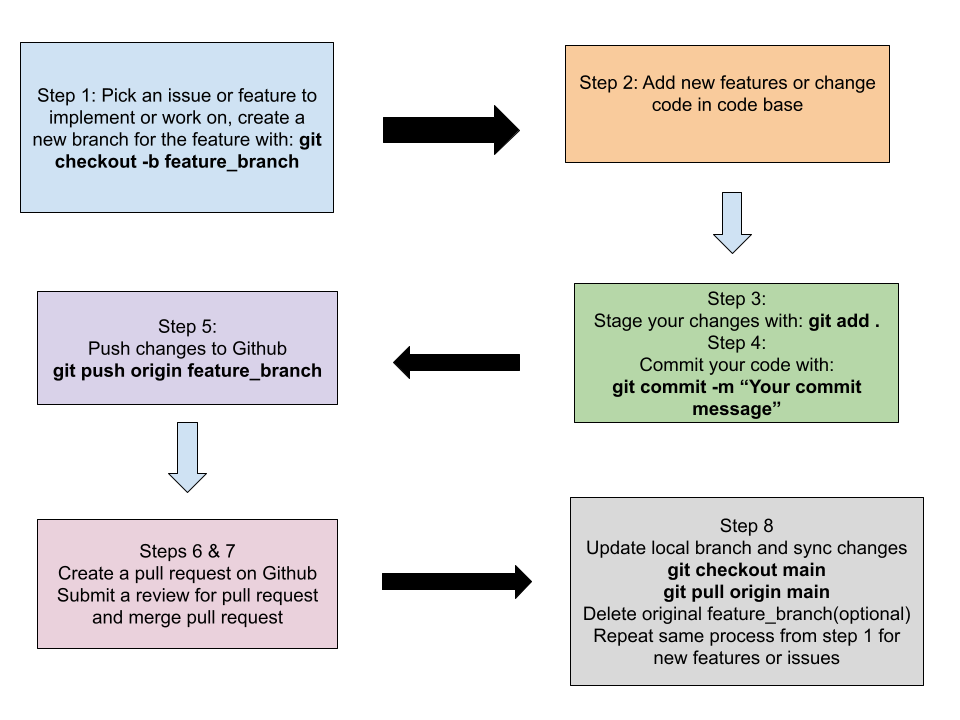 Step 1: Pick an issue or feature to
implement or work on, create a
new branch for the feature with: git
checkout -b feature_branch
Step 2: Add new features or change
code in code base
Step 3:
Stage your changes with: git add .
Step 4:
Commit your code with:
git commit -m “Your commit
message”
Step 5:
Push changes to Github
git push origin feature_branch
Steps 6 & 7
Create a pull request on Github
Submit a review for pull request
and merge pull request
Step 8
Update local branch and sync changes
git checkout main
git pull origin main
Delete original feature_branch(optional)
Repeat same process from step 1 for
new features or issues